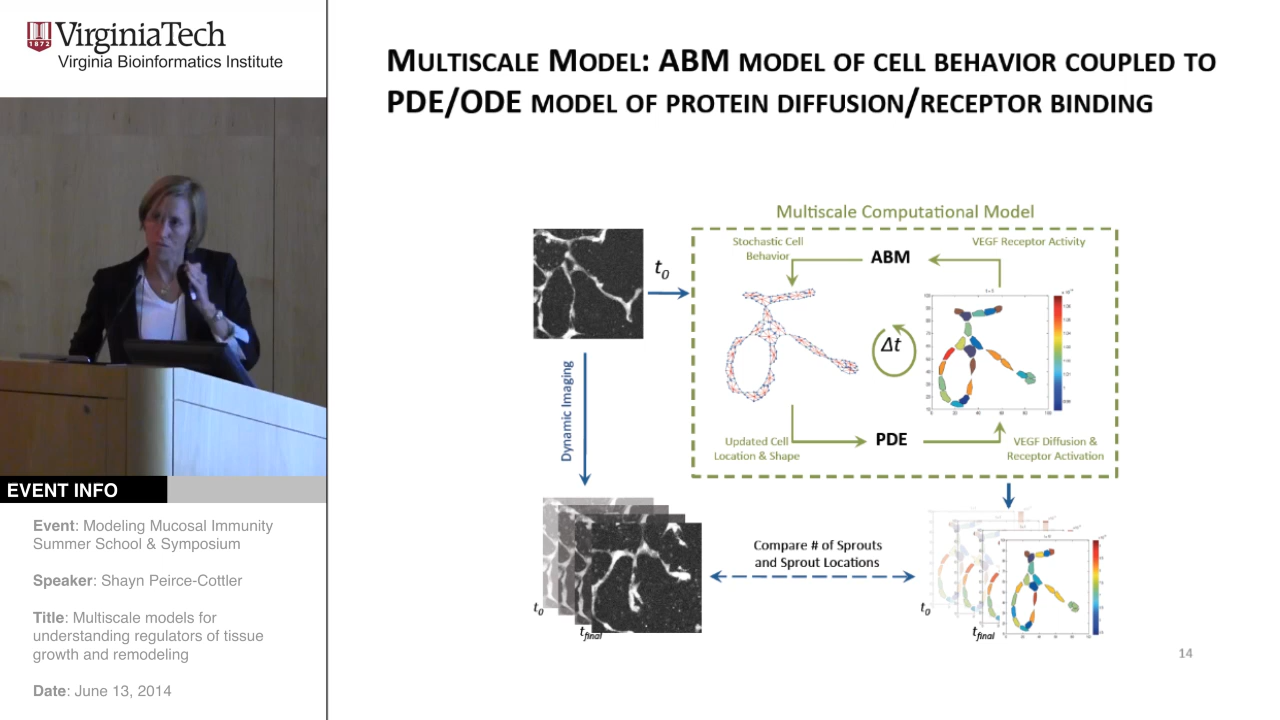 1872
VirginiaTech
Virginia Bioinformatics Institute
MULTISCALE MODEL: ABM MODEL OF CELL BEHAVIOR COUPLED TO
PDE/ODE MODEL OF PROTEIN DIFFUSION/RECEPTOR BINDING
Multiscale Computational Model
Stochastic Cell
Behavior
ABM
VEGF Receptor Activity
t0
Δt
Dynamic Imaging
Updated Cell
Location & Shape
PDE
VEGF Diffusion &
Receptor Activation
Compare # of Sprouts
and Sprout Locations
t0
tfinal
t0
tfinal
14
EVENT INFO
Event: Modeling Mucosal Immunity
Summer School & Symposium
Speaker: Shayn Peirce-Cottler
Title: Multiscale models for
understanding regulators of tissue
growth and remodeling
Date: June 13, 2014